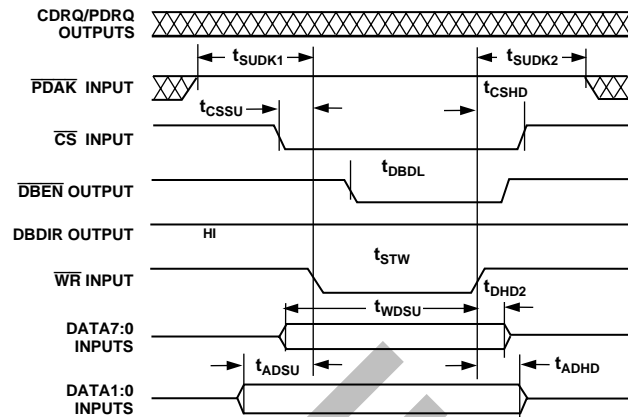 CDRQ/PDRQ
OUTPUTS
tSUDK1
tSUDK2
PDAK INPUT
tCSSU
tCSHD
CS INPUT
tDBDL
DBEN OUTPUT
DBDIR OUTPUT
HI
tSTW
WR INPUT
tDHD2
tWDSU
DATA7:0
INPUTS
tADSU
tADHD
DATA1:0
INPUTS